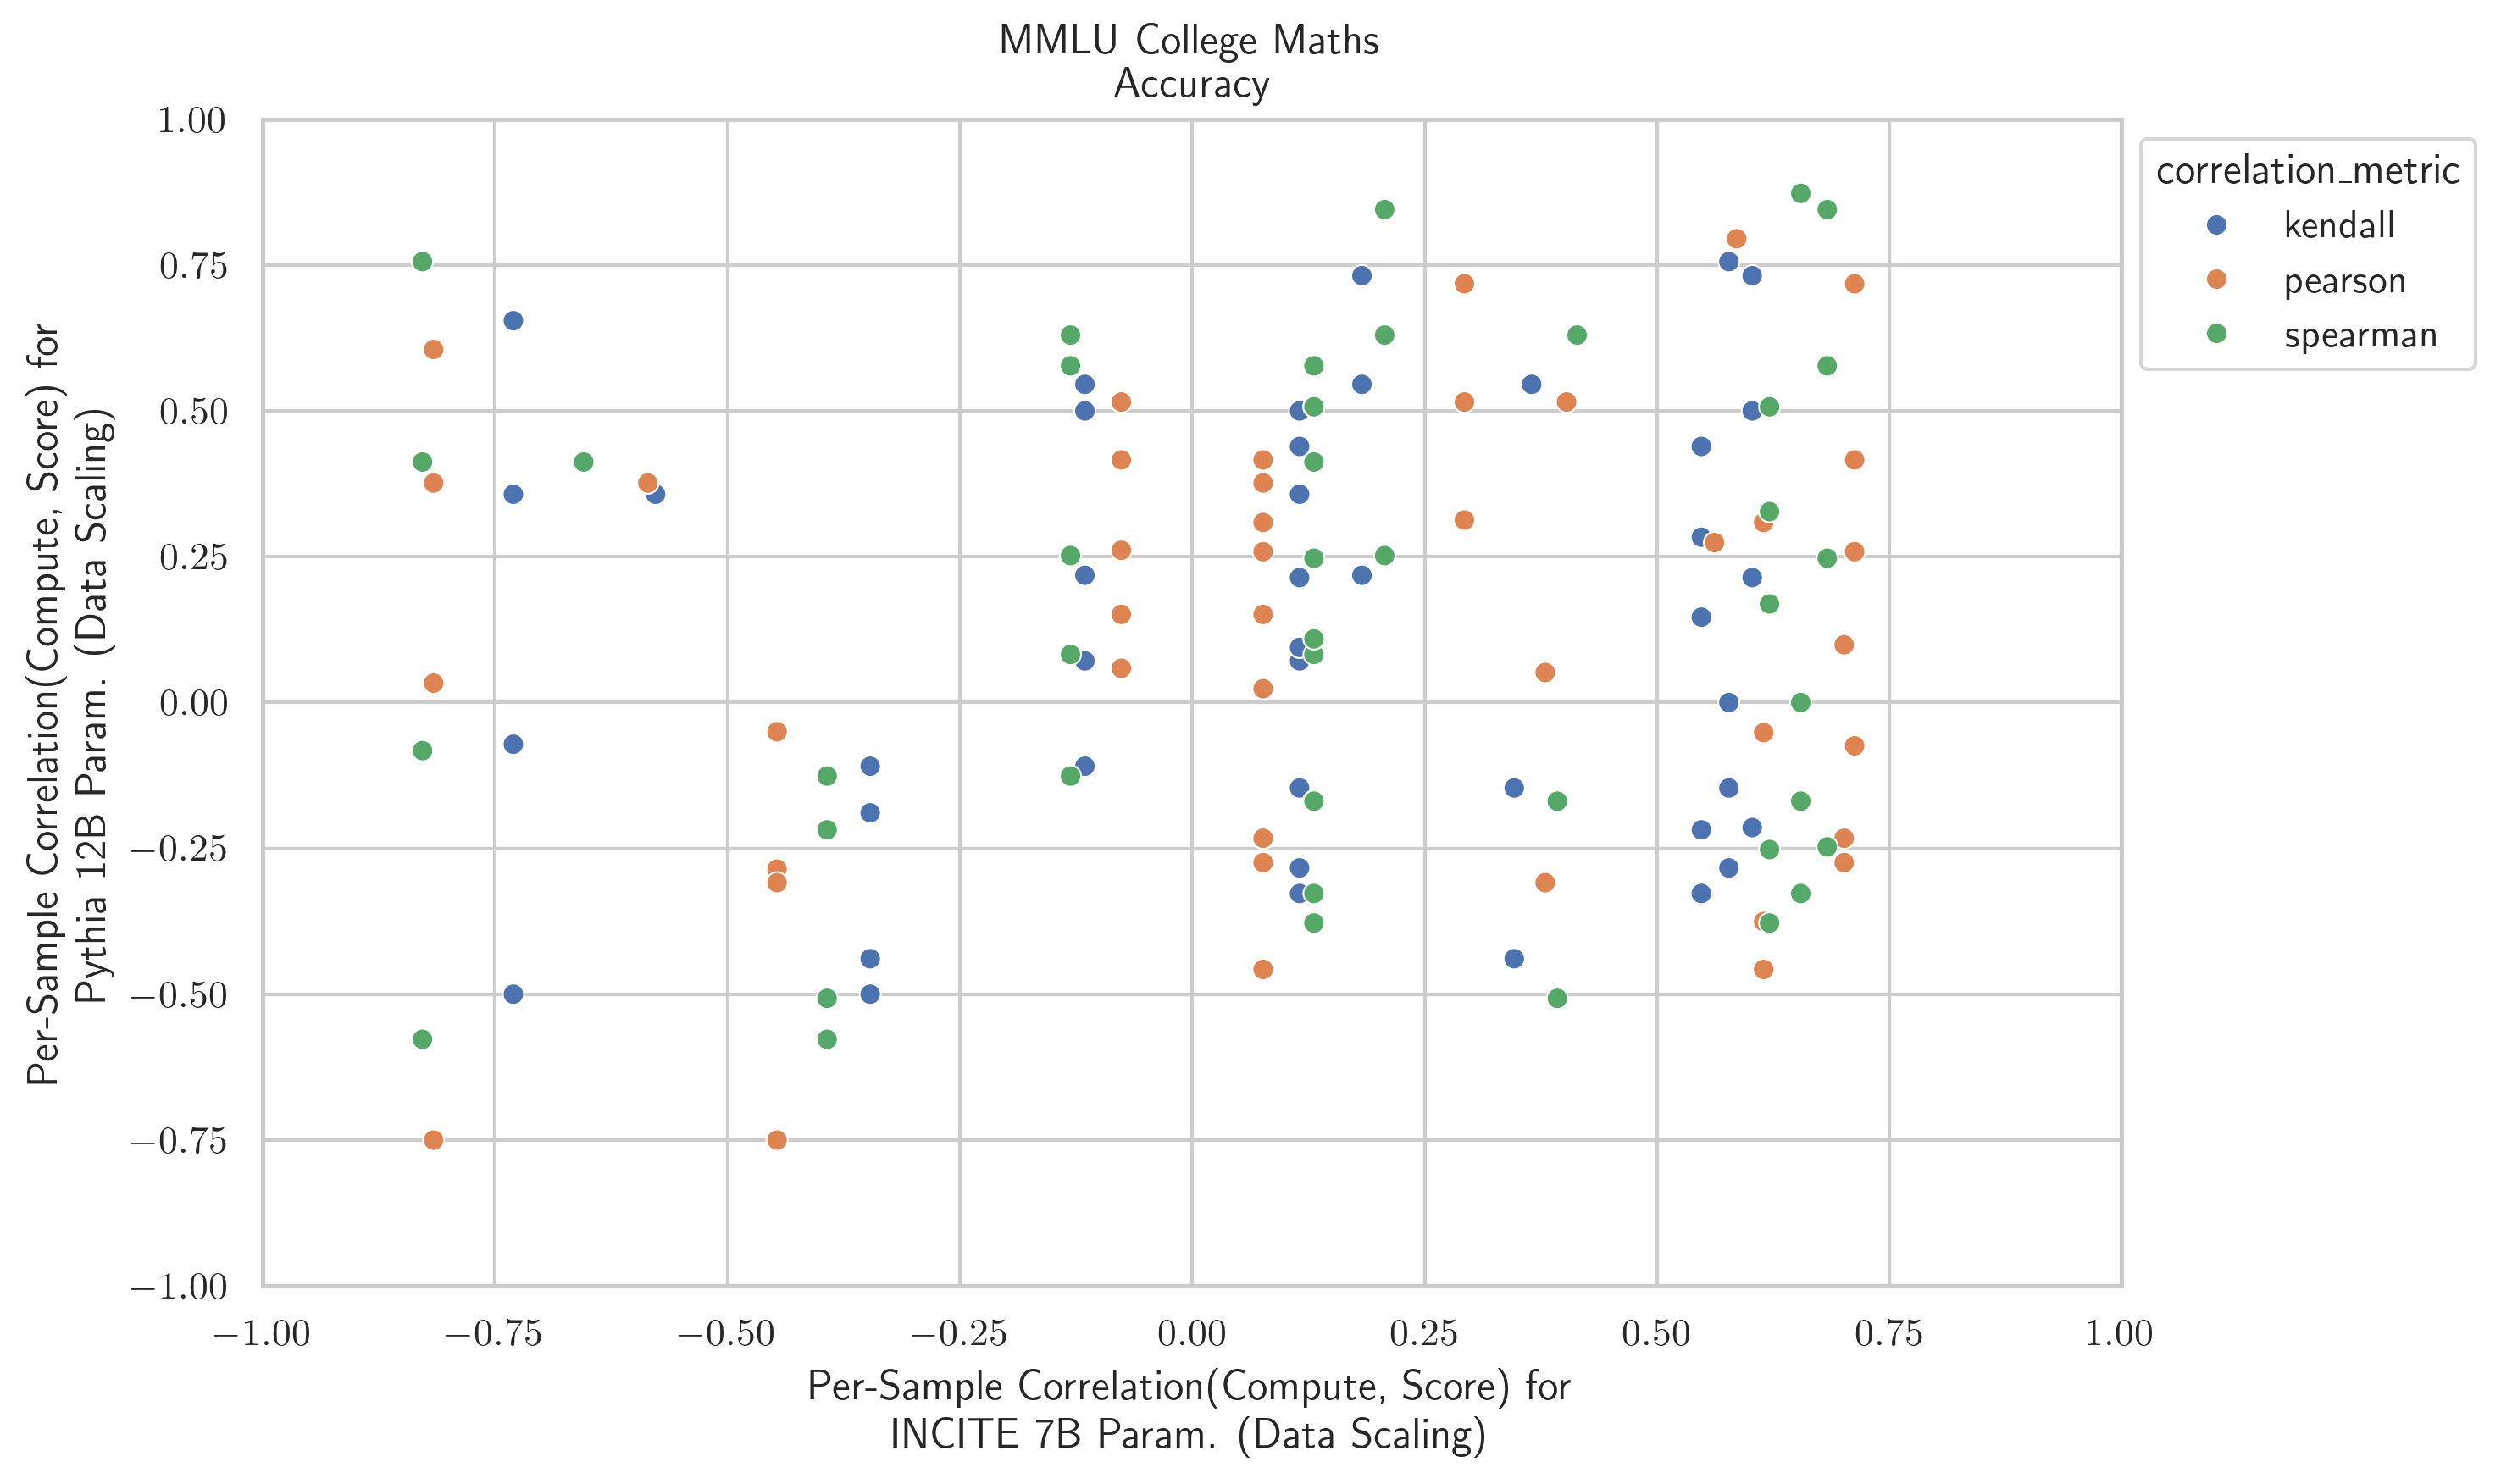 MMLU College Maths
Accuracy
1.00
0.75
0.50
0.25
0.00
−0.25
−0.50
−0.75
−1.00
Per-Sample Correlation(Compute, Score) for
Pythia 12B Param. (Data Scaling)
correlation_metric
kendall
pearson
spearman
−1.00 −0.75 −0.50 −0.25 0.00 0.25 0.50 0.75 1.00
Per-Sample Correlation(Compute, Score) for
INCITE 7B Param. (Data Scaling)